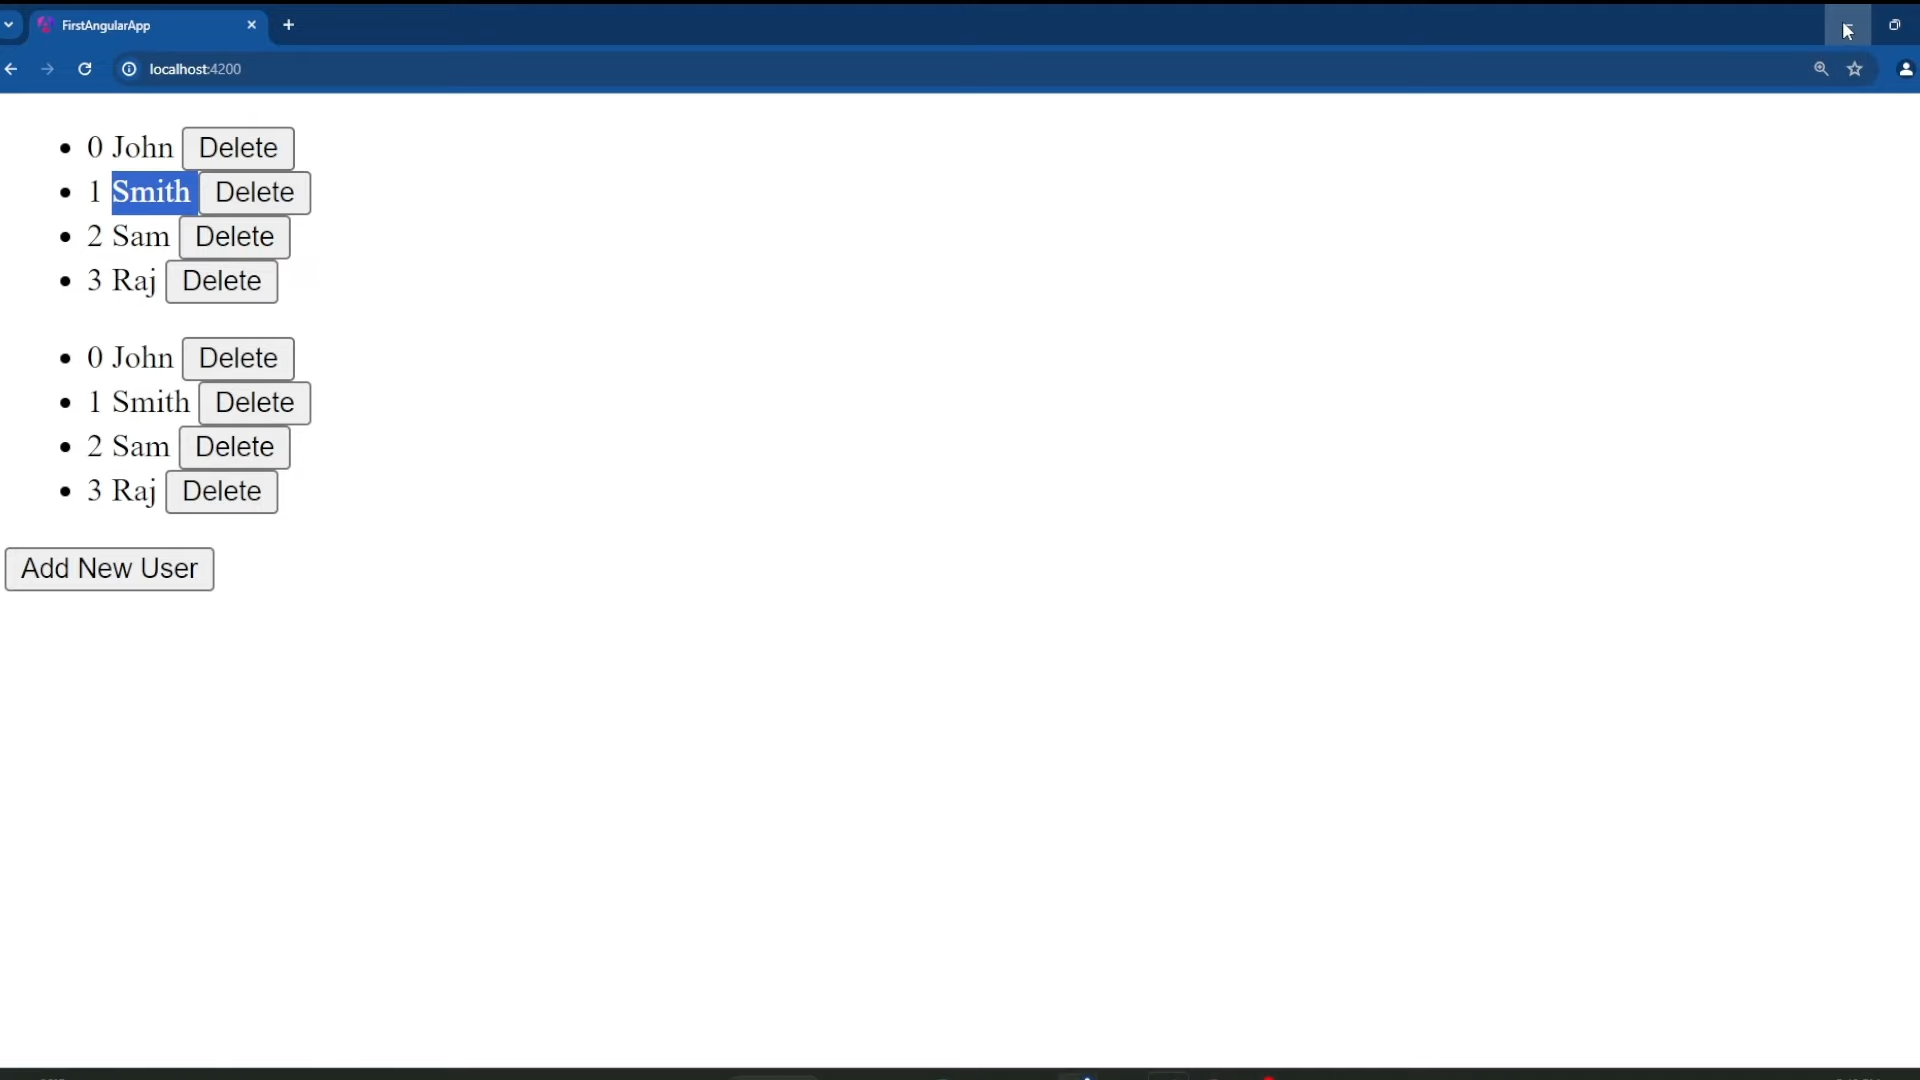 FirstAngularApp
localhost:4200
0 John Delete
1 Smith Delete
2 Sam Delete
3 Raj Delete
0 John Delete
1 Smith Delete
2 Sam Delete
3 Raj Delete
Add New User